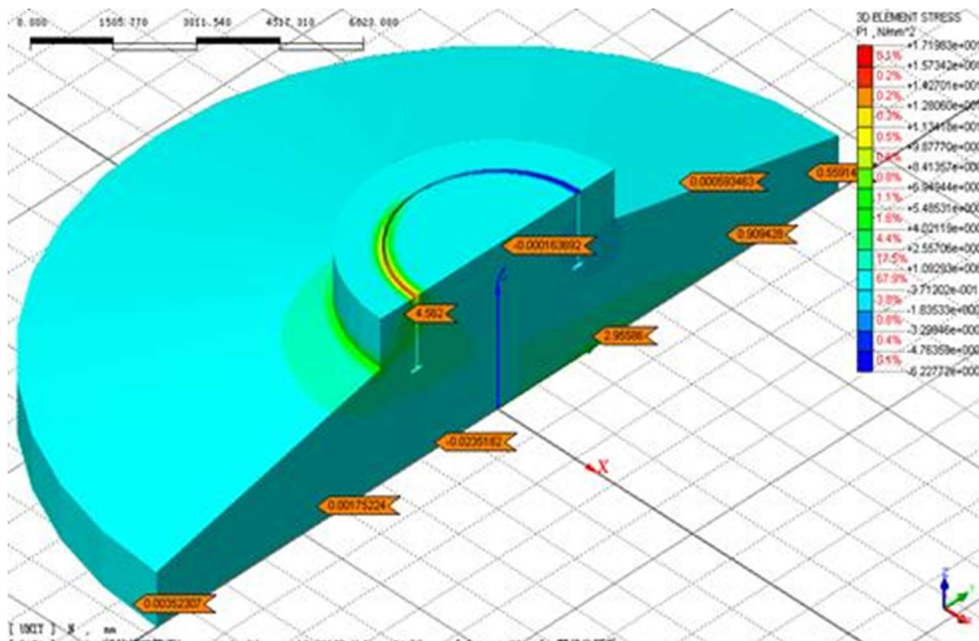 0.000 1505.770 3011.540 4517.310 6023.080
3D ELEMENT STRESS
P1 , N/mm^2
+1.71983e+001
0.1%
+1.57342e+001
0.2%
+1.42701e+001
0.2%
+1.28060e+001
0.3%
+1.13418e+001
0.5%
+9.87770e+000
+8.41357e+000
0.8%
+6.94944e+000
1.1%
+5.48531e+000
1.6%
+4.02119e+000
4.4%
+2.55706e+000
17.5%
+1.09293e+000
67.9%
-3.71202e-001
3.8%
-1.83533e+000
0.8%
-3.29946e+000
0.4%
-4.76359e+000
0.1%
-6.22772e+000
0.000593463
0.55914
0.909428
-0.000163692
4.562
2.95586
-0.0235162
X
0.00175224
0.00352307
[ UNIT ] N , mm